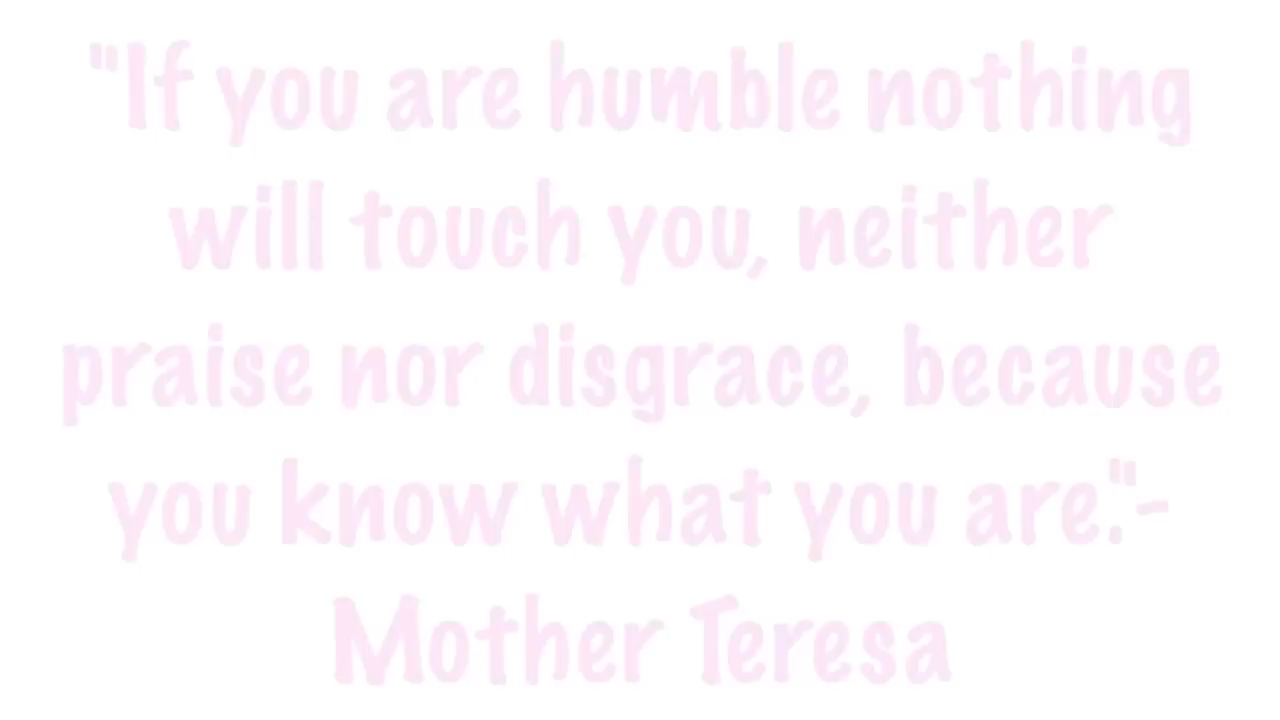 "If you are humble nothing
will touch you, neither
praise nor disgrace, because
you know what you are."-
Mother Teresa